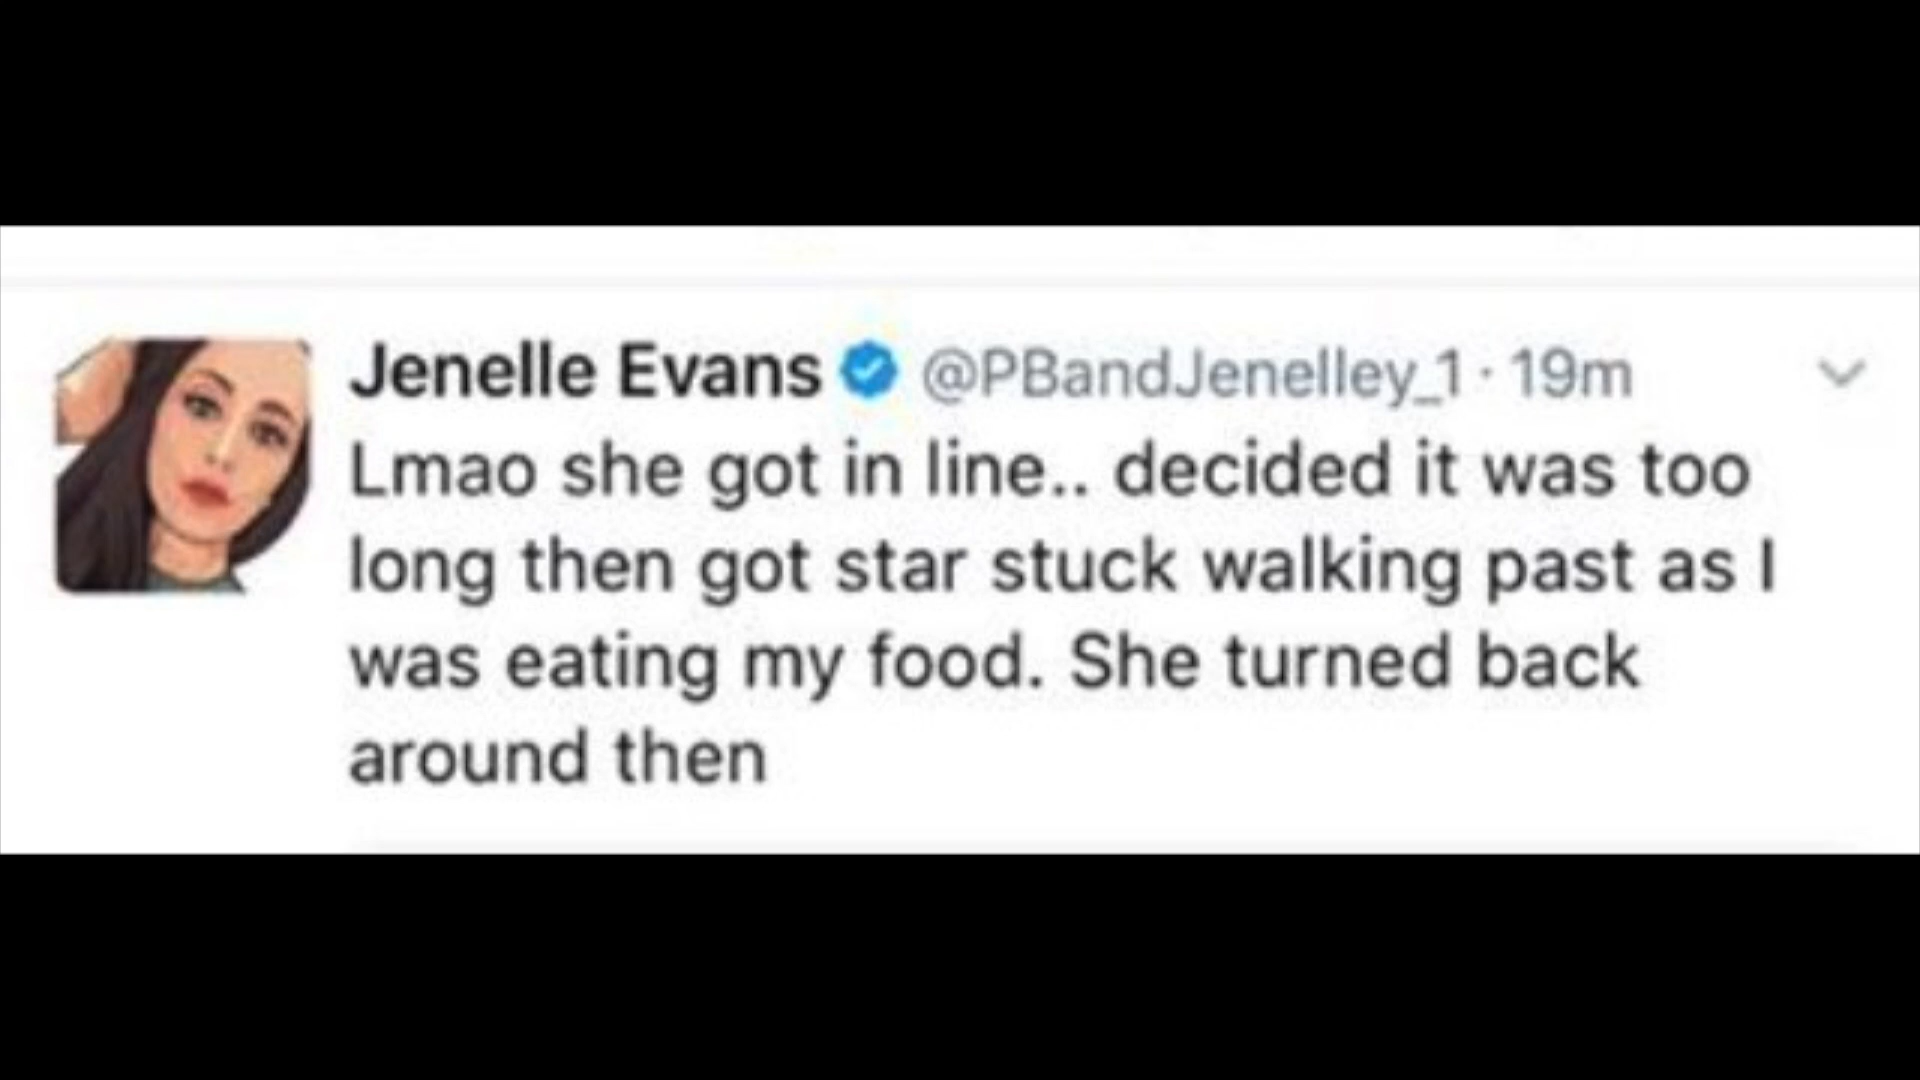 Jenelle Evans @PBandJenelley_1 · 19m
Lmao she got in line.. decided it was too
long then got star stuck walking past as I
was eating my food. She turned back
around then